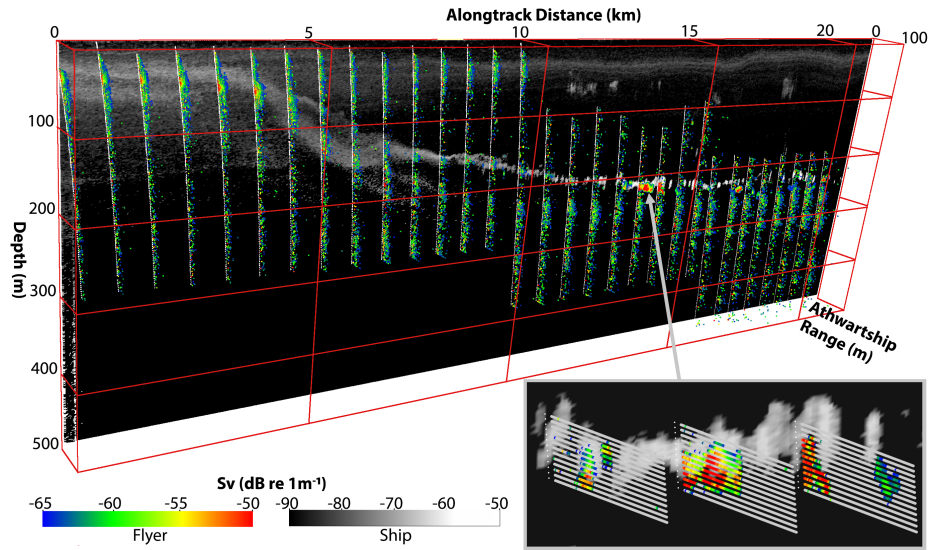 Alongtrack Distance (km)
0 5 10 15 20 0 100
100
200
300
400
500
Depth (m)
Athwartship
Range (m)
Sv (dB re 1m⁻¹)
-65 -60 -55 -50 -90 -80 -70 -60 -50
Flyer Ship